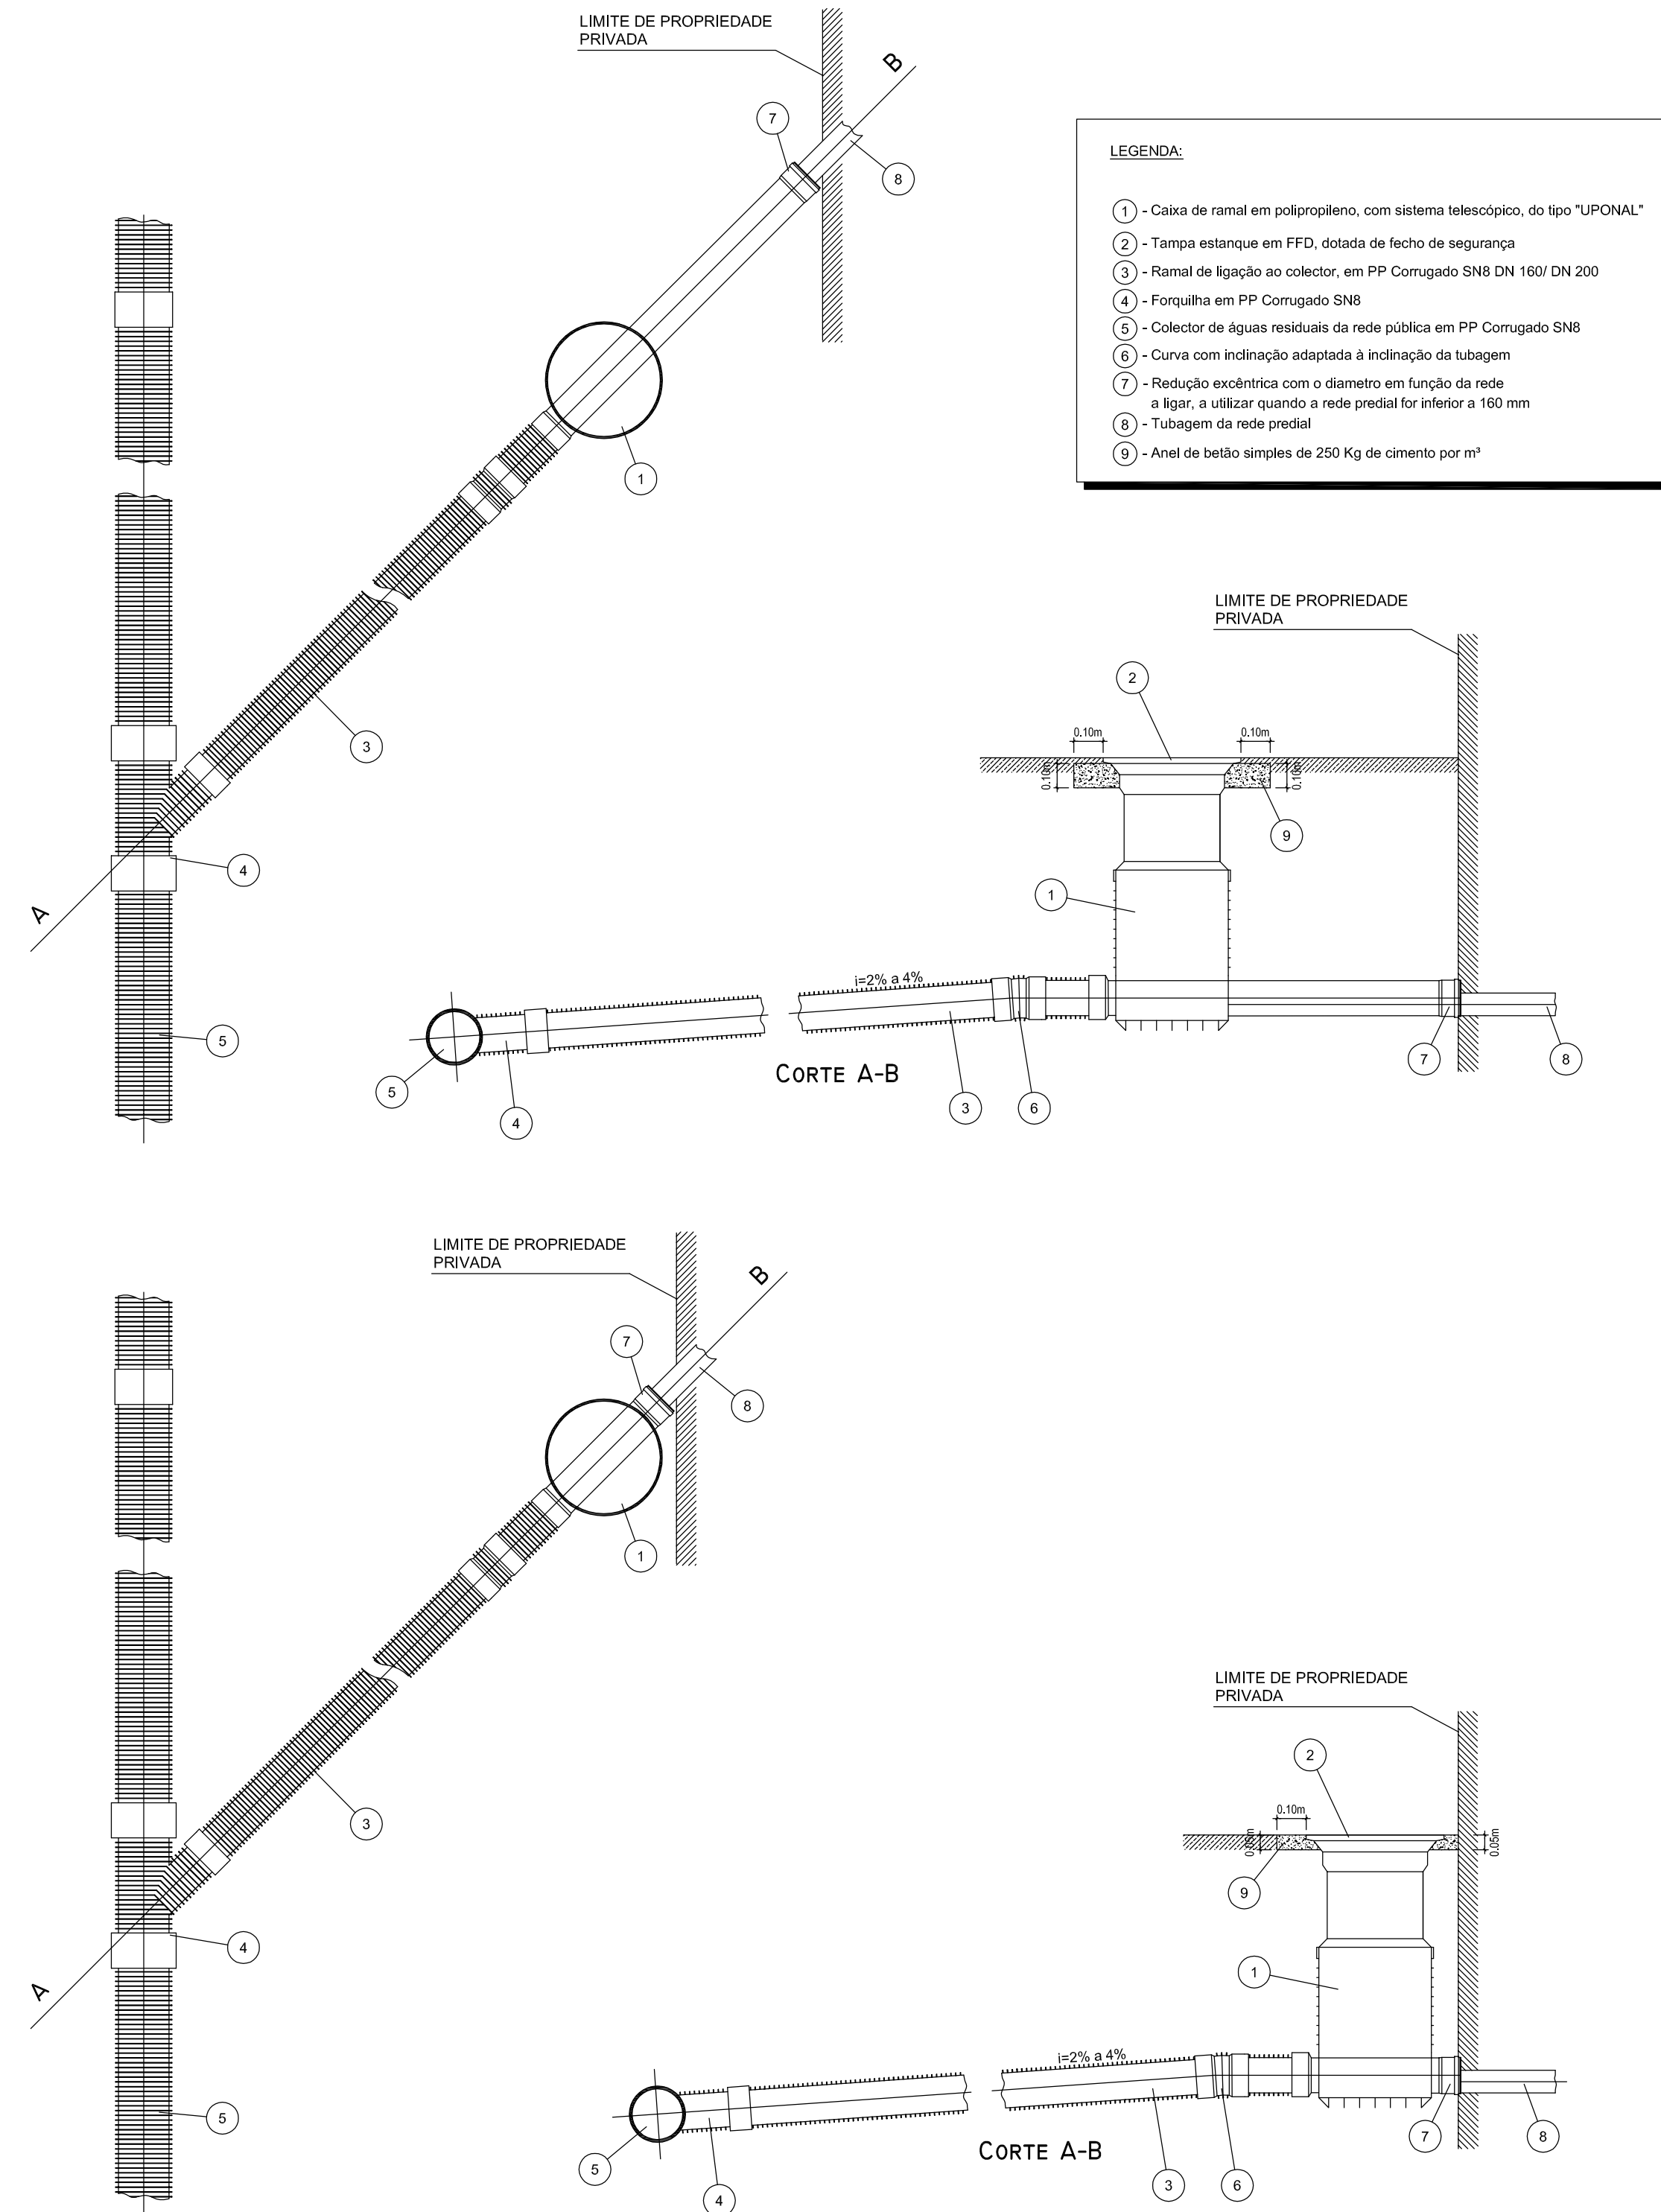 LIMITE DE PROPRIEDADE
PRIVADA
B
7
8
1
3
4
A
5
LEGENDA:
1 - Caixa de ramal em polipropileno, com sistema telescópico, do tipo "UPONAL"
2 - Tampa estanque em FFD, dotada de fecho de segurança
3 - Ramal de ligação ao colector, em PP Corrugado SN8 DN 160/ DN 200
4 - Forquilha em PP Corrugado SN8
5 - Colector de águas residuais da rede pública em PP Corrugado SN8
6 - Curva com inclinação adaptada à inclinação da tubagem
7 - Redução excêntrica com o diametro em função da rede
a ligar, a utilizar quando a rede predial for inferior a 160 mm
8 - Tubagem da rede predial
9 - Anel de betão simples de 250 Kg de cimento por m³
LIMITE DE PROPRIEDADE
PRIVADA
2
0.10m
0.10m
0.10m
0.10m
9
1
i=2% a 4%
7
8
5
4
3
6
CORTE A-B
LIMITE DE PROPRIEDADE
PRIVADA
B
7
8
1
3
4
A
5
LIMITE DE PROPRIEDADE
PRIVADA
2
0.10m
0.05m
0.05m
9
1
i=2% a 4%
7
8
5
4
3
6
CORTE A-B